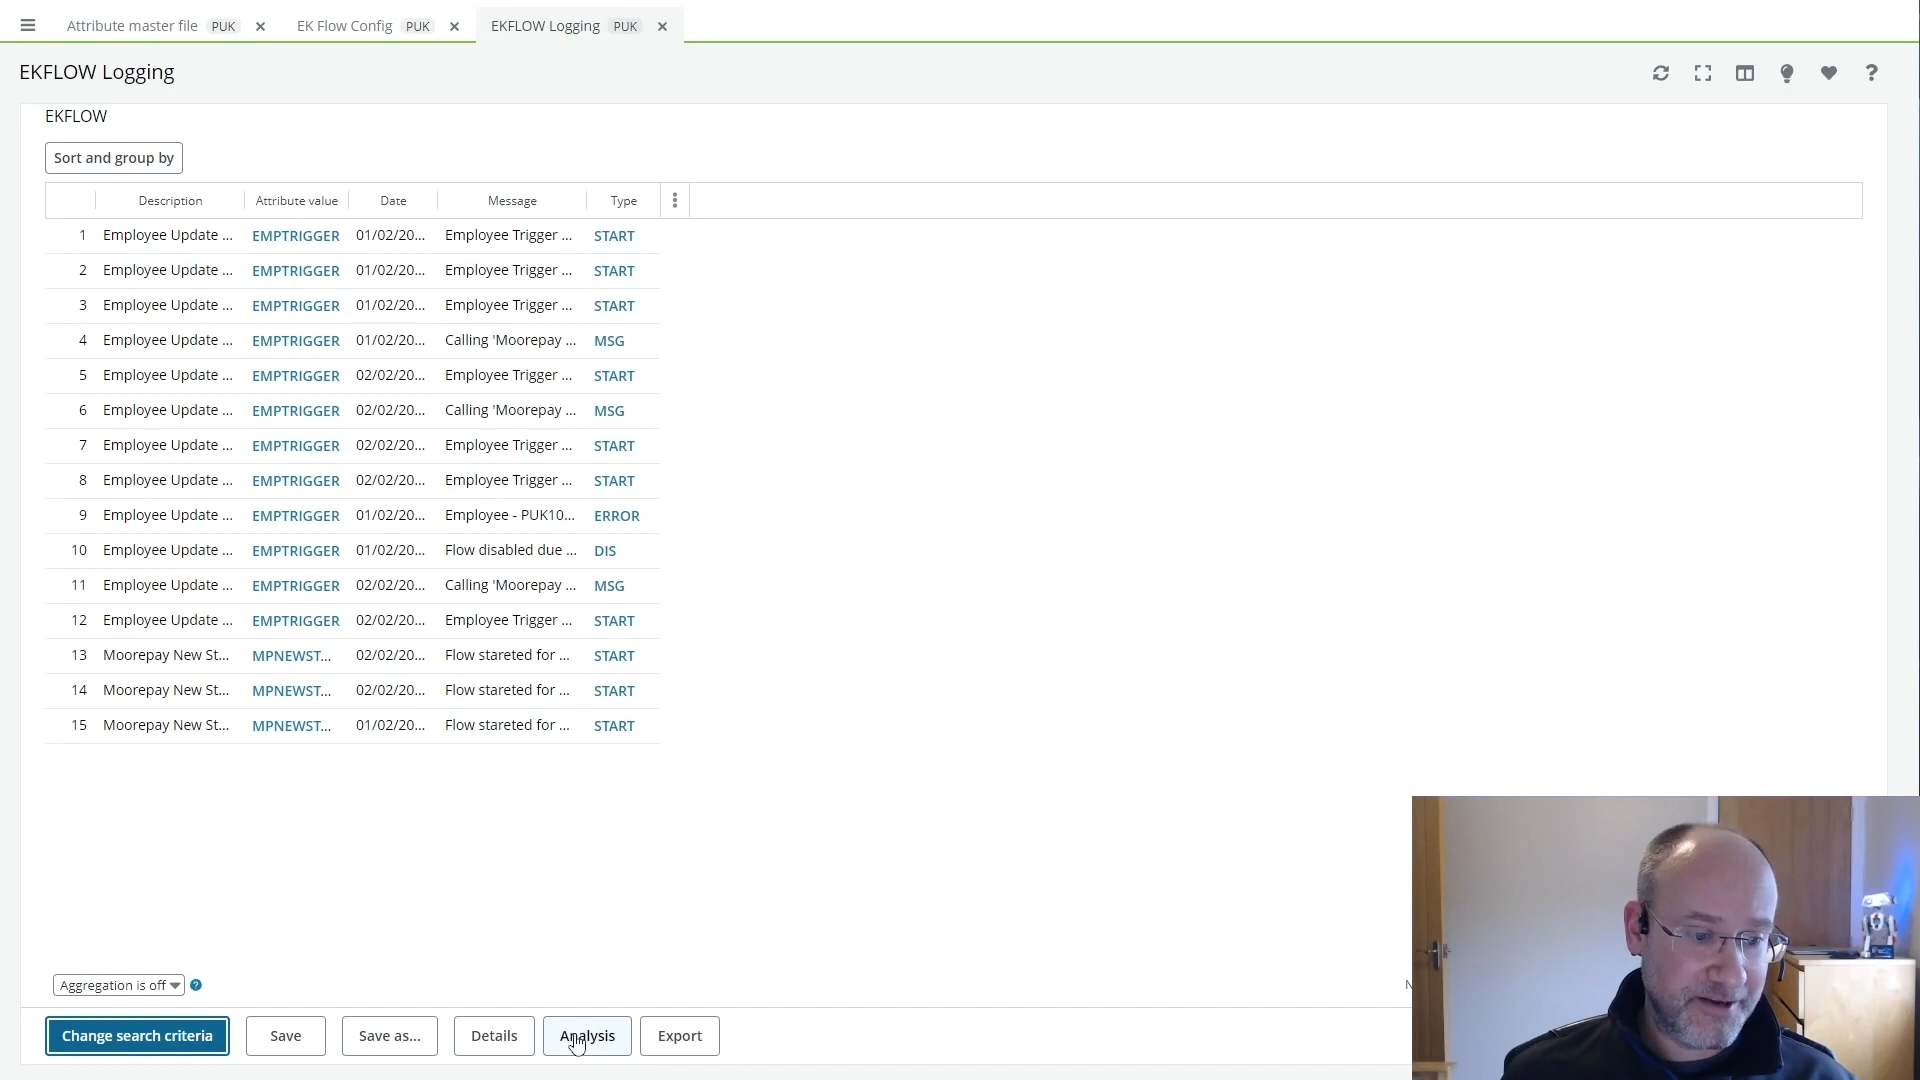 Attribute master file PUK EK Flow Config PUK EKFLOW Logging PUK
EKFLOW Logging
EKFLOW
Sort and group by
Description Attribute value Date Message Type
1 Employee Update ... EMPTRIGGER 01/02/20... Employee Trigger ... START
2 Employee Update ... EMPTRIGGER 01/02/20... Employee Trigger ... START
3 Employee Update ... EMPTRIGGER 01/02/20... Employee Trigger ... START
4 Employee Update ... EMPTRIGGER 01/02/20... Calling 'Moorepay ... MSG
5 Employee Update ... EMPTRIGGER 02/02/20... Employee Trigger ... START
6 Employee Update ... EMPTRIGGER 02/02/20... Calling 'Moorepay ... MSG
7 Employee Update ... EMPTRIGGER 02/02/20... Employee Trigger ... START
8 Employee Update ... EMPTRIGGER 02/02/20... Employee Trigger ... START
9 Employee Update ... EMPTRIGGER 01/02/20... Employee - PUK10... ERROR
10 Employee Update ... EMPTRIGGER 01/02/20... Flow disabled due ... DIS
11 Employee Update ... EMPTRIGGER 02/02/20... Calling 'Moorepay ... MSG
12 Employee Update ... EMPTRIGGER 02/02/20... Employee Trigger ... START
13 Moorepay New St... MPNEWST... 02/02/20... Flow stareted for ... START
14 Moorepay New St... MPNEWST... 02/02/20... Flow stareted for ... START
15 Moorepay New St... MPNEWST... 01/02/20... Flow stareted for ... START
Aggregation is off
Change search criteria Save Save as... Details Analysis Export